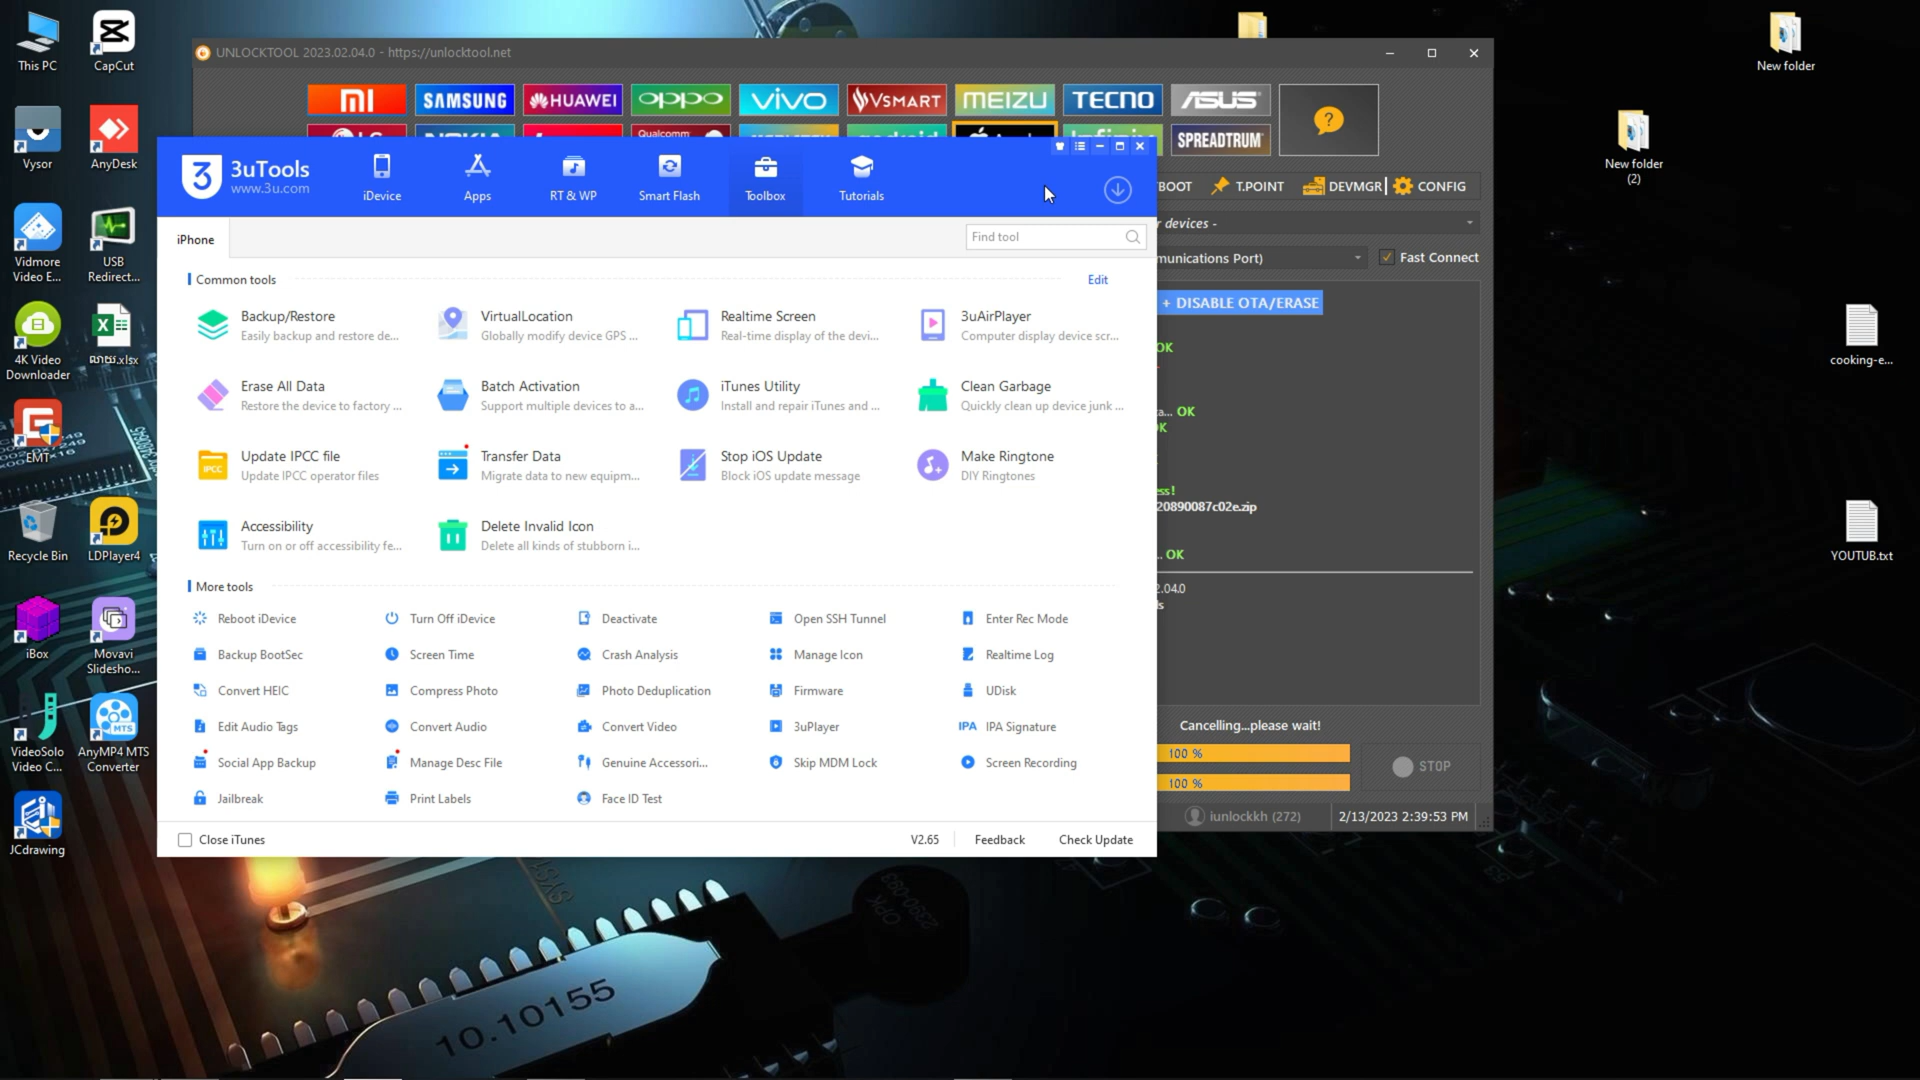 This PC
CapCut
Vysor
AnyDesk
Vidmore
Video E...
USB
Redirect...
4K Video
Downloader
សាយ.xlsx
EMT
Recycle Bin
LDPlayer4
iBox
Movavi
Slidesho...
VideoSolo
Video C...
AnyMP4 MTS
Converter
JCdrawing
UNLOCKTOOL 2023.02.04.0 - https://unlocktool.net
SAMSUNG
HUAWEI
oppo
vivo
VSMART
MEIZU
TECNO
ASUS
Qualcomm
SPREADTRUM
BOOT
T.POINT
DEVMGR
CONFIG
r devices -
munications Port)
Fast Connect
+ DISABLE OTA/ERASE
OK
a... OK
K
ss!
20890087c02e.zip
.. OK
2.04.0
ls
Cancelling...please wait!
100 %
100 %
STOP
iunlockkh (272)
2/13/2023 2:39:53 PM
3uTools
www.3u.com
iDevice
Apps
RT & WP
Smart Flash
Toolbox
Tutorials
iPhone
Find tool
Common tools
Edit
Backup/Restore
Easily backup and restore de...
VirtualLocation
Globally modify device GPS ...
Realtime Screen
Real-time display of the devi...
3uAirPlayer
Computer display device scr...
Erase All Data
Restore the device to factory ...
Batch Activation
Support multiple devices to a...
iTunes Utility
Install and repair iTunes and ...
Clean Garbage
Quickly clean up device junk ...
IPCC
Update IPCC file
Update IPCC operator files
Transfer Data
Migrate data to new equipm...
Stop iOS Update
Block iOS update message
Make Ringtone
DIY Ringtones
Accessibility
Turn on or off accessibility fe...
Delete Invalid Icon
Delete all kinds of stubborn i...
More tools
Reboot iDevice
Turn Off iDevice
Deactivate
Open SSH Tunnel
Enter Rec Mode
Backup BootSec
Screen Time
Crash Analysis
Manage Icon
Realtime Log
Convert HEIC
Compress Photo
Photo Deduplication
Firmware
UDisk
Edit Audio Tags
Convert Audio
Convert Video
3uPlayer
IPA IPA Signature
Social App Backup
Manage Desc File
Genuine Accessori...
Skip MDM Lock
Screen Recording
Jailbreak
Print Labels
Face ID Test
Close iTunes
V2.65
Feedback
Check Update
New folder
New folder
(2)
cooking-e...
YOUTUB.txt
10.10155